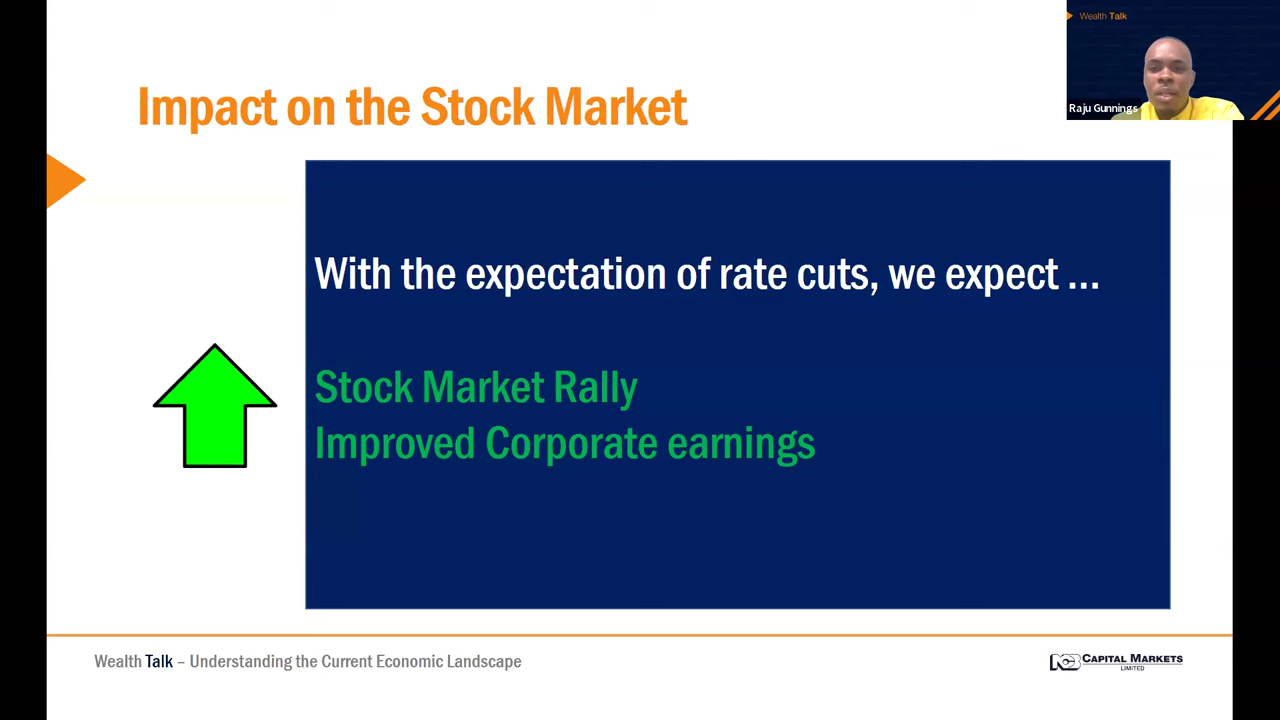 Wealth Talk
Raju Gunnings
Impact on the Stock Market
With the expectation of rate cuts, we expect ...
Stock Market Rally
Improved Corporate earnings
Wealth Talk – Understanding the Current Economic Landscape
NCB CAPITAL MARKETS
LIMITED